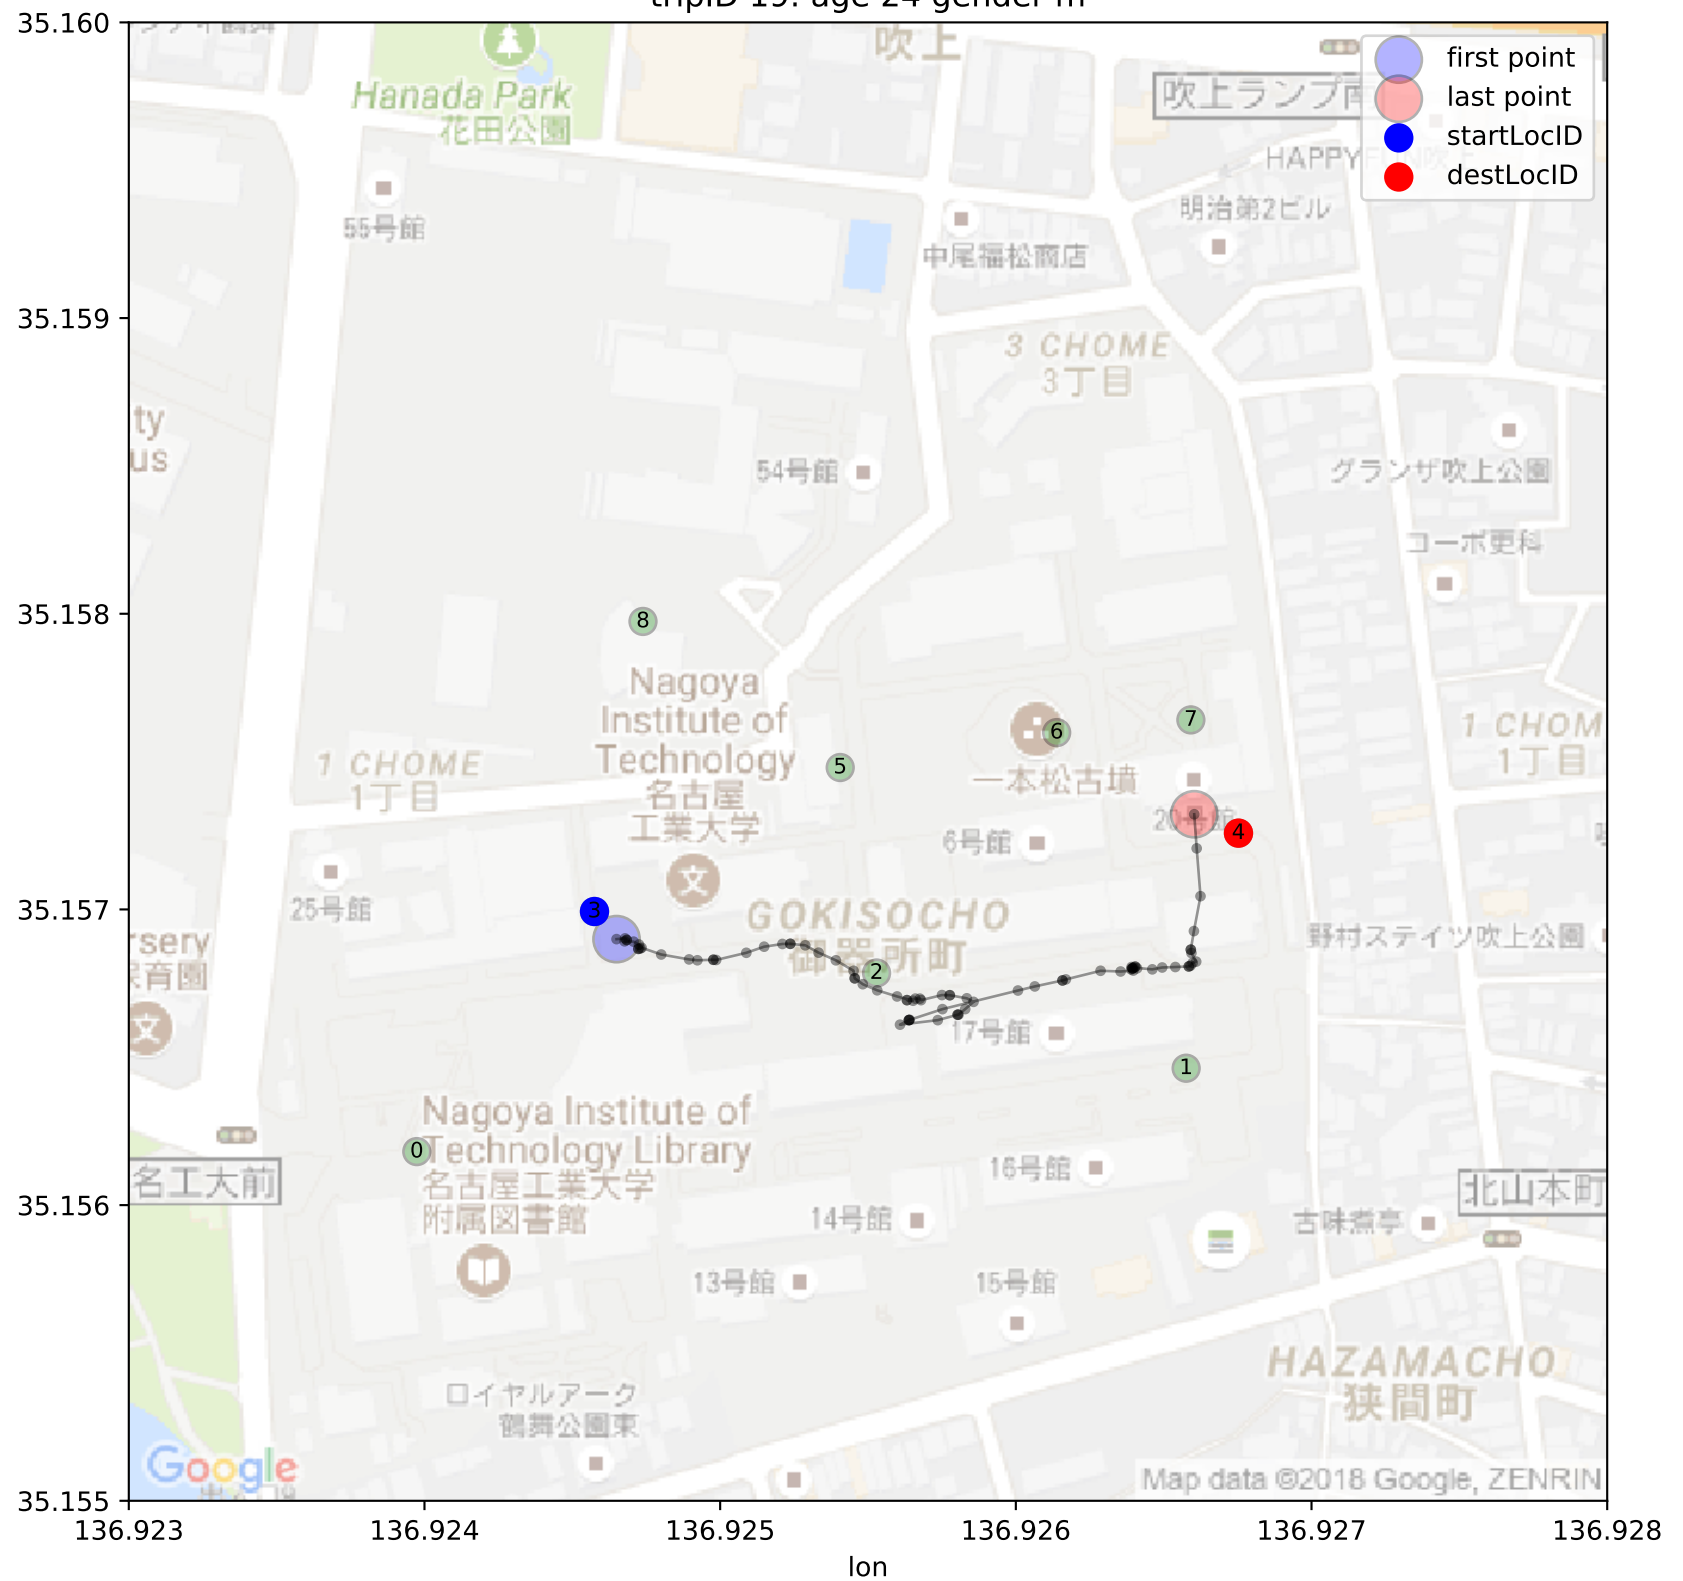 35.160
吹上
first point
last point
startLocID
destLocID
Hanada Park
花田公園
吹上ランプ南
55号館
明治第2ビル
中尾福松商店
35.159
3 CHOME
3丁目
ty
us
54号館
グランザ吹上公園
コーポ更科
35.158
8
Nagoya
Institute of
Technology
名古屋
工業大学
7
6
5
1 CHOME
1丁目
一本松古墳
1 CHOM
1丁目
6号館
4
25号館
35.157
3
GOKISOCHO
御器所町
rsery
保育園
野村ステイツ吹上公園
2
17号館
1
Nagoya Institute of
Technology Library
名古屋工業大学
附属図書館
0
名工大前
35.156
16号館
14号館
古味煮亭
北山本町
13号館
15号館
HAZAMACHO
狭間町
ロイヤルアーク
鶴舞公園東
Google
Map data ©2018 Google, ZENRIN
35.155
136.923
136.924
136.925
136.926
136.927
136.928
lon